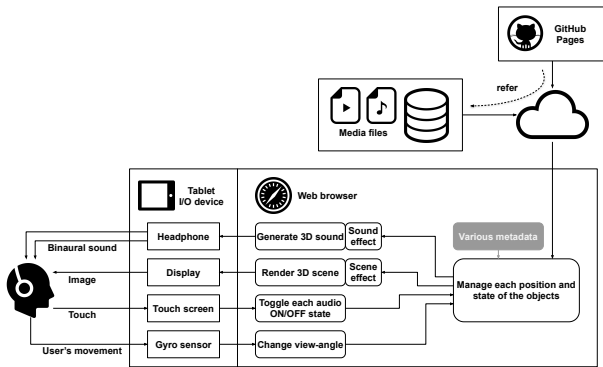 GitHub
Pages
refer
Media files
Tablet
I/O device
Web browser
Binaural sound
Headphone
Generate 3D sound
Sound
effect
Various metadata
Image
Display
Render 3D scene
Scene
effect
Manage each position and
state of the objects
Touch
Touch screen
Toggle each audio
ON/OFF state
User's movement
Gyro sensor
Change view-angle